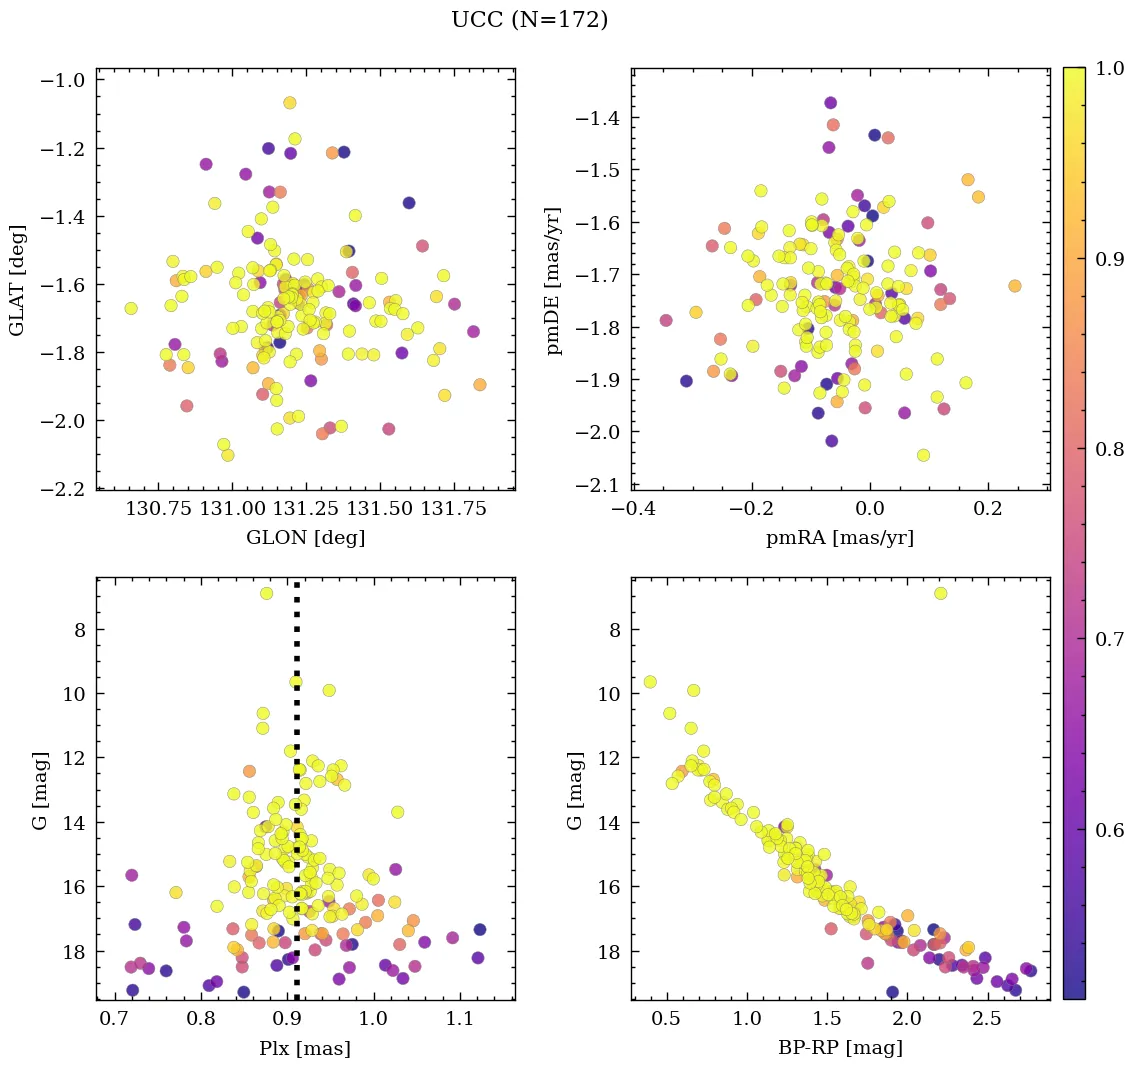 UCC (N=172)
−1.0
−1.2
−1.4
−1.6
−1.8
−2.0
−2.2
GLAT [deg]
130.75 131.00 131.25 131.50 131.75
GLON [deg]
−1.4
−1.5
−1.6
−1.7
−1.8
−1.9
−2.0
−2.1
pmDE [mas/yr]
−0.4 −0.2 0.0 0.2
pmRA [mas/yr]
1.0
0.9
0.8
0.7
0.6
8
10
12
14
16
18
G [mag]
0.7 0.8 0.9 1.0 1.1
Plx [mas]
8
10
12
14
16
18
G [mag]
0.5 1.0 1.5 2.0 2.5
BP-RP [mag]